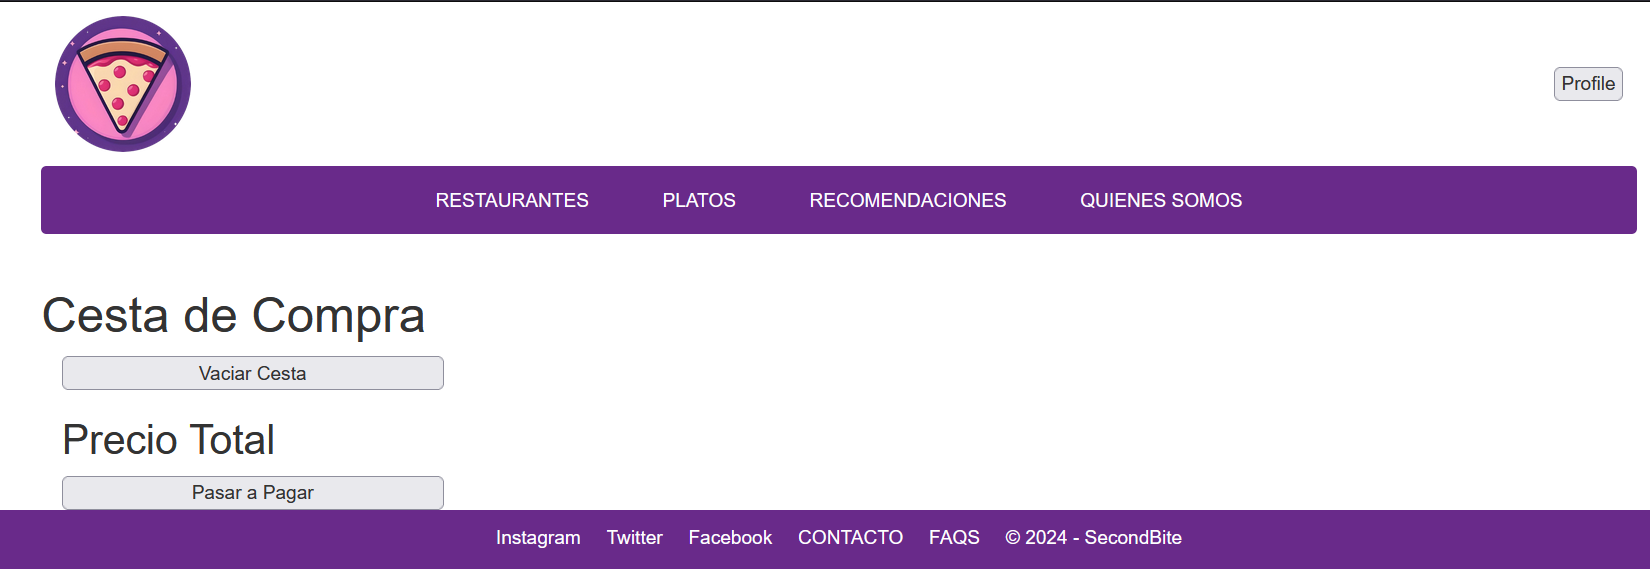 Profile
RESTAURANTES PLATOS RECOMENDACIONES QUIENES SOMOS
Cesta de Compra
Vaciar Cesta
Precio Total
Pasar a Pagar
Instagram Twitter Facebook CONTACTO FAQS © 2024 - SecondBite